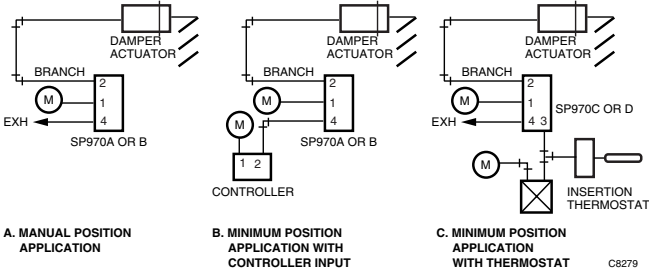 DAMPER
ACTUATOR
BRANCH
2
M
1
EXH
4
SP970A OR B
A. MANUAL POSITION
APPLICATION
DAMPER
ACTUATOR
BRANCH
2
M
1
M
4
SP970A OR B
1 2
CONTROLLER
B. MINIMUM POSITION
APPLICATION WITH
CONTROLLER INPUT
DAMPER
ACTUATOR
BRANCH
2
M
1
SP970C OR D
EXH
4 3
M
INSERTION
THERMOSTAT
C. MINIMUM POSITION
APPLICATION
WITH THERMOSTAT
C8279